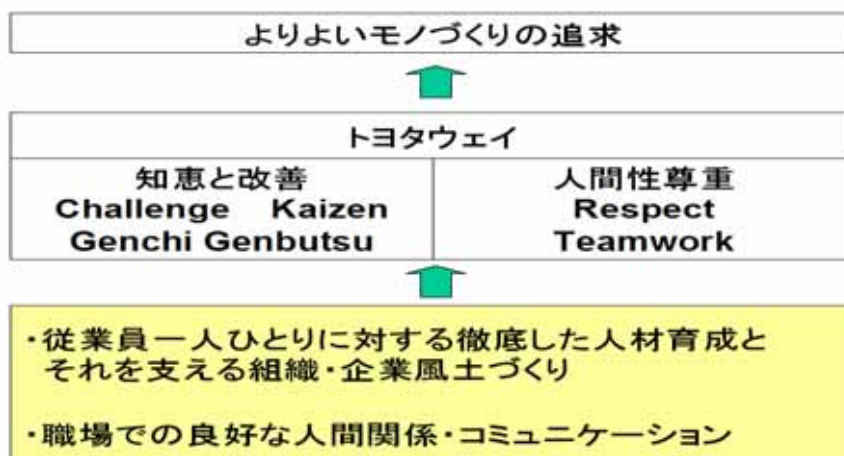 よりよいモノづくりの追求
トヨタウェイ
知恵と改善
Challenge Kaizen
Genchi Genbutsu
人間性尊重
Respect
Teamwork
・従業員一人ひとりに対する徹底した人材育成と
それを支える組織・企業風土づくり
・職場での良好な人間関係・コミュニケーション